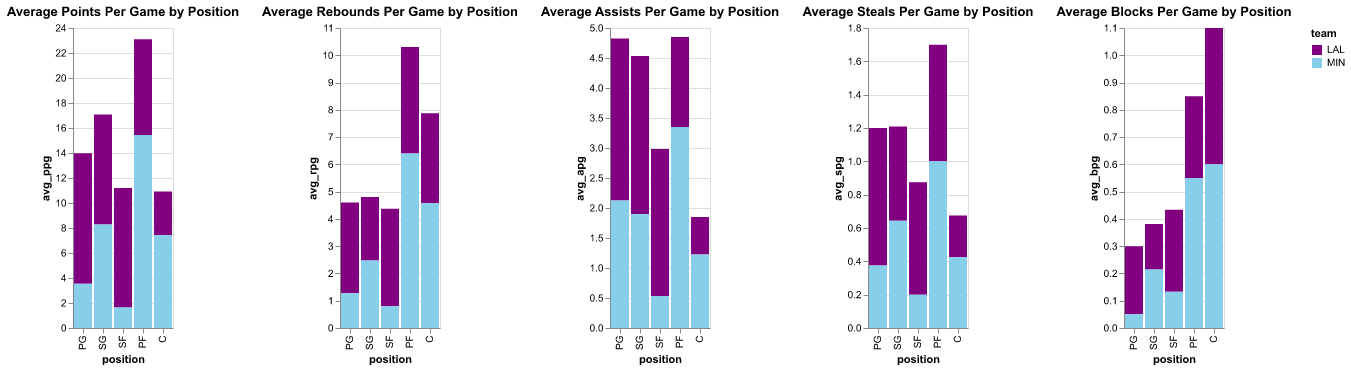 Average Points Per Game by Position
24
22
20
18
16
14
12
10
8
6
4
2
0
avg_ppg
PG
SG
SF
PF
C
position
Average Rebounds Per Game by Position
11
10
9
8
7
6
5
4
3
2
1
0
avg_rpg
PG
SG
SF
PF
C
position
Average Assists Per Game by Position
5.0
4.5
4.0
3.5
3.0
2.5
2.0
1.5
1.0
0.5
0.0
avg_apg
PG
SG
SF
PF
C
position
Average Steals Per Game by Position
1.8
1.6
1.4
1.2
1.0
0.8
0.6
0.4
0.2
0.0
avg_spg
PG
SG
SF
PF
C
position
Average Blocks Per Game by Position
1.1
1.0
0.9
0.8
0.7
0.6
0.5
0.4
0.3
0.2
0.1
0.0
avg_bpg
PG
SG
SF
PF
C
position
team
LAL
MIN